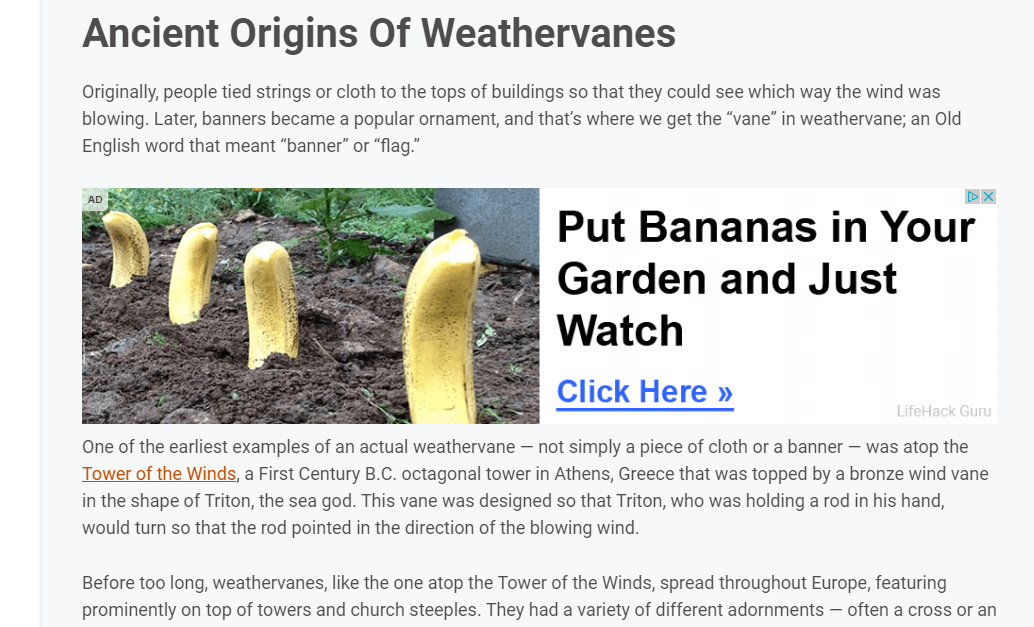 Ancient Origins Of Weathervanes
Originally, people tied strings or cloth to the tops of buildings so that they could see which way the wind was
blowing. Later, banners became a popular ornament, and that’s where we get the “vane” in weathervane; an Old
English word that meant “banner” or “flag.”
AD
Put Bananas in Your
Garden and Just
Watch
Click Here »
LifeHack Guru
One of the earliest examples of an actual weathervane — not simply a piece of cloth or a banner — was atop the
Tower of the Winds, a First Century B.C. octagonal tower in Athens, Greece that was topped by a bronze wind vane
in the shape of Triton, the sea god. This vane was designed so that Triton, who was holding a rod in his hand,
would turn so that the rod pointed in the direction of the blowing wind.
Before too long, weathervanes, like the one atop the Tower of the Winds, spread throughout Europe, featuring
prominently on top of towers and church steeples. They had a variety of different adornments — often a cross or an